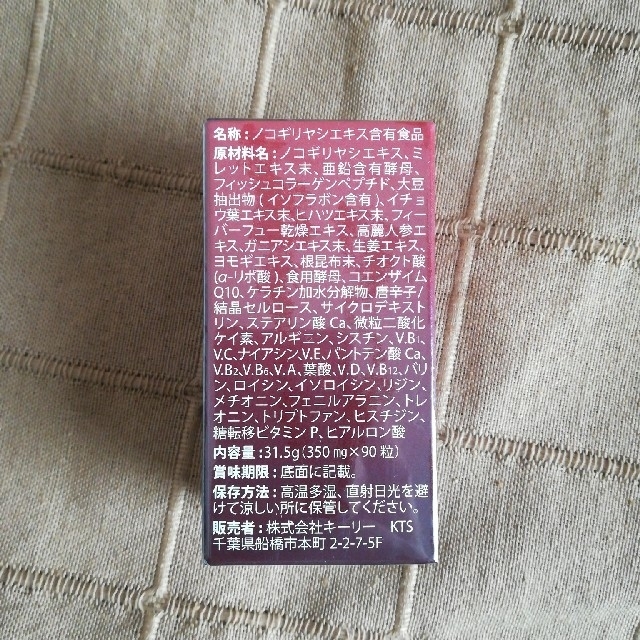 名称：ノコギリヤシエキス含有食品
原材料名：ノコギリヤシエキス、ミ
レットエキス末、亜鉛含有酵母、
フィッシュコラーゲンペプチド、大豆
抽出物(イソフラボン含有)、イチョ
ウ葉エキス末、ヒハツエキス末、フィー
バーフュー乾燥エキス、高麗人参エ
キス、ガニアシエキス末、生姜エキス、
ヨモギエキス、根昆布末、チオクト酸
(α-リポ酸)、食用酵母、コエンザイム
Q10、ケラチン加水分解物、唐辛子/
結晶セルロース、サイクロデキスト
リン、ステアリン酸Ca、微粒二酸化
ケイ素、アルギニン、シスチン、V.B1、
V.C、ナイアシン、V.E、パントテン酸Ca、
V.B2、V.B6、V.A、葉酸、V.D、V.B12、バリ
ン、ロイシン、イソロイシン、リジン、
メチオニン、フェニルアラニン、トレ
オニン、トリプトファン、ヒスチジン、
糖転移ビタミンP、ヒアルロン酸
内容量：31.5g(350mg×90粒)
賞味期限：底面に記載。
保存方法：高温多湿、直射日光を避
けて涼しい所に保管してください。
販売者：株式会社キーリー KTS
千葉県船橋市本町2-2-7-5F